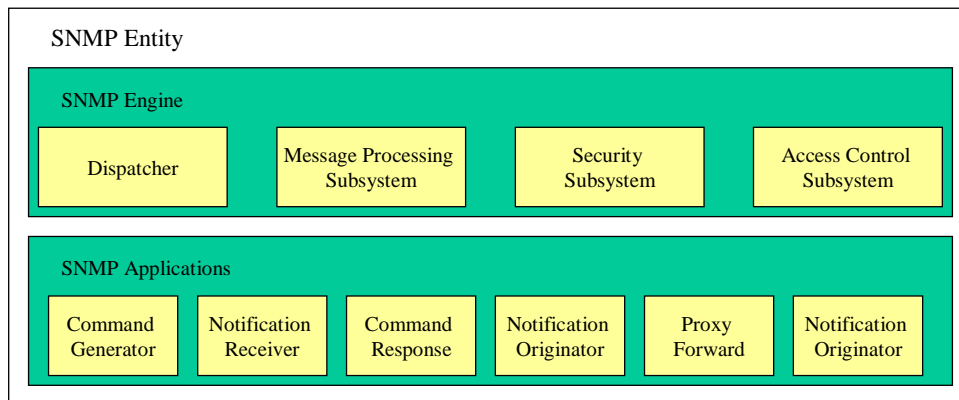 SNMP Entity
SNMP Engine
Dispatcher
Message Processing
Subsystem
Security
Subsystem
Access Control
Subsystem
SNMP Applications
Command
Generator
Notification
Receiver
Command
Response
Notification
Originator
Proxy
Forward
Notification
Originator